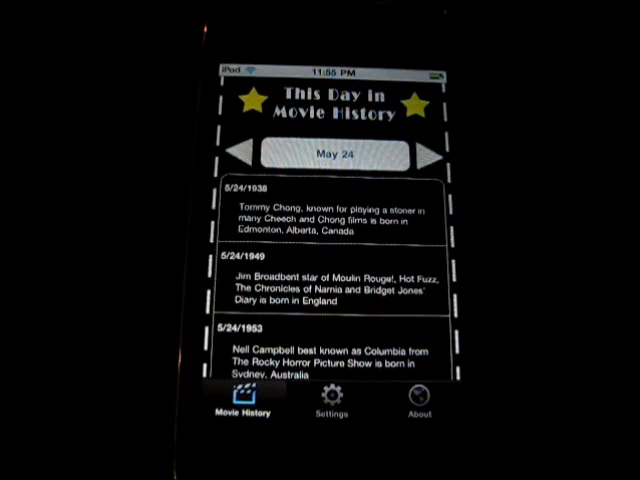 iPod 11:55 PM
This Day in
Movie History
May 24
5/24/1938
Tommy Chong, known for playing a stoner in
many Cheech and Chong films is born in
Edmonton, Alberta, Canada
5/24/1949
Jim Broadbent star of Moulin Rouge!, Hot Fuzz,
The Chronicles of Narnia and Bridget Jones'
Diary is born in England
5/24/1953
Nell Campbell best known as Columbia from
The Rocky Horror Picture Show is born in
Sydney, Australia
Movie History Settings About